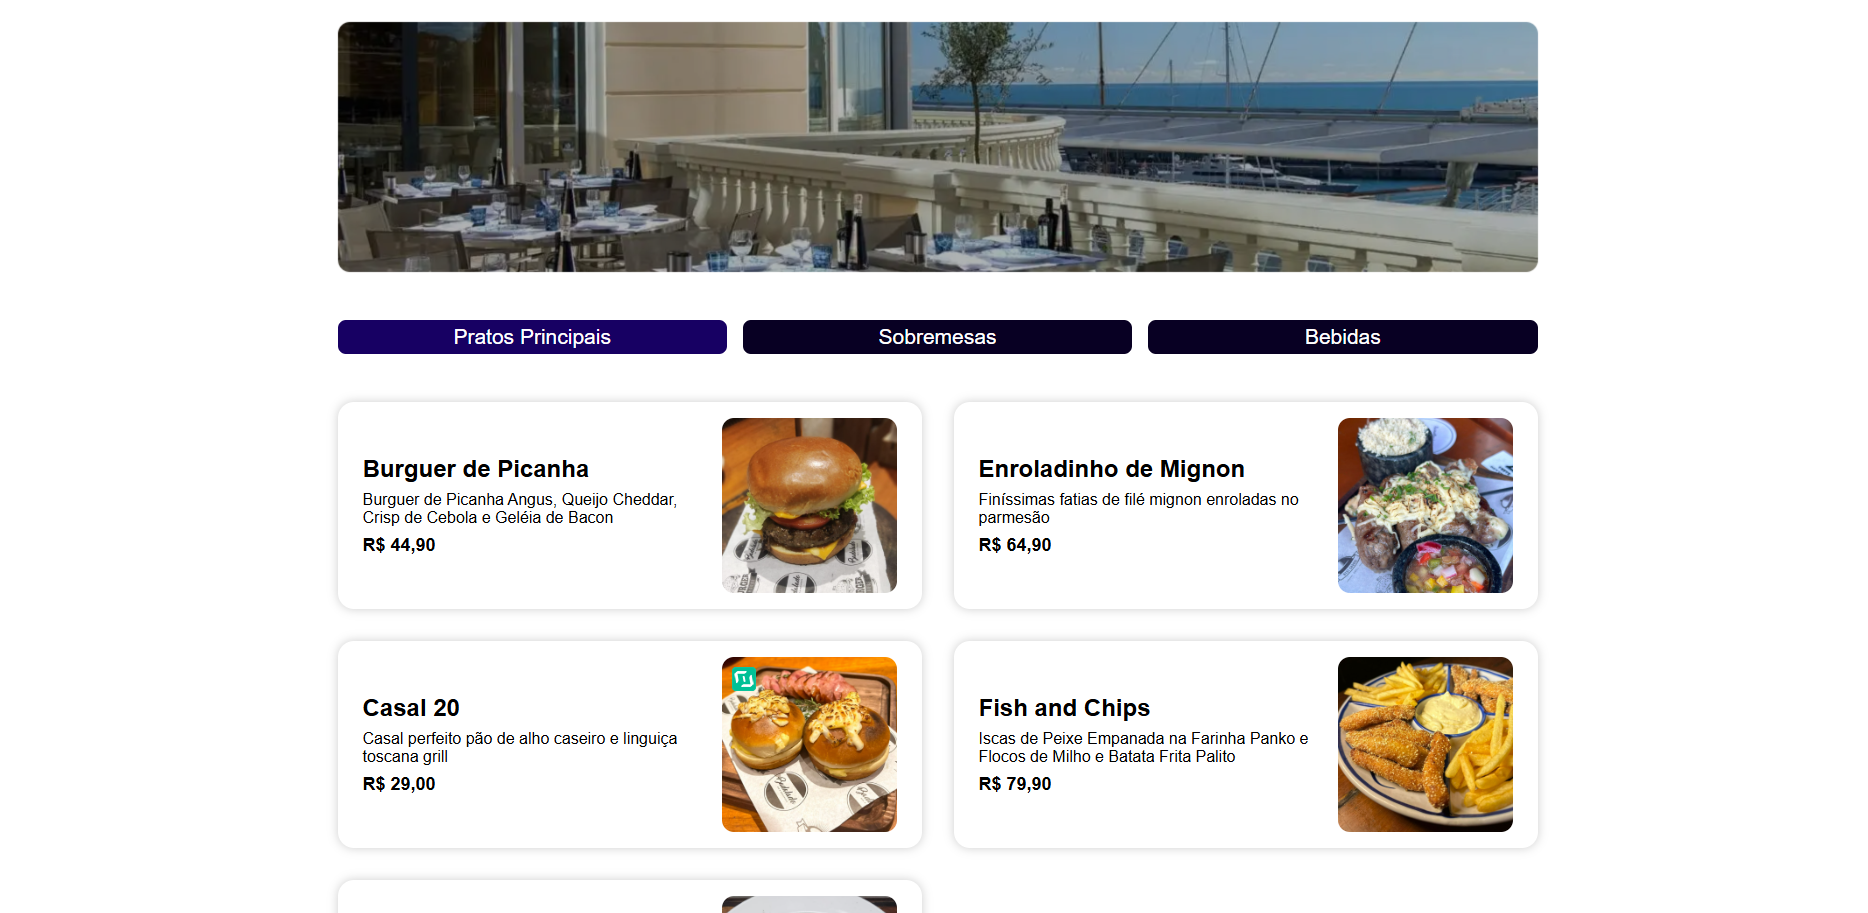 Pratos Principais
Sobremesas
Bebidas
Burguer de Picanha
Burguer de Picanha Angus, Queijo Cheddar,
Crisp de Cebola e Geléia de Bacon
R$ 44,90
Enroladinho de Mignon
Finíssimas fatias de filé mignon enroladas no
parmesão
R$ 64,90
Casal 20
Casal perfeito pão de alho caseiro e linguiça
toscana grill
R$ 29,00
Fish and Chips
Iscas de Peixe Empanada na Farinha Panko e
Flocos de Milho e Batata Frita Palito
R$ 79,90